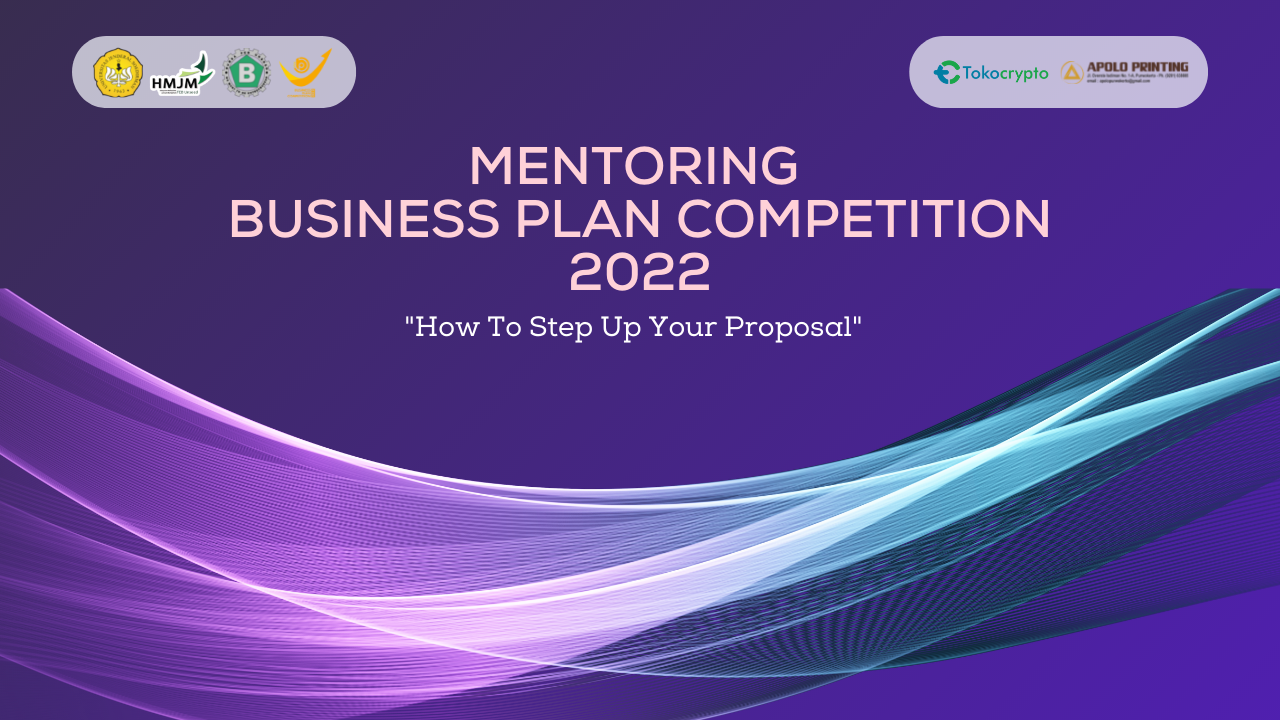 HMJM
B
Tokocrypto
APOLO PRINTING
MENTORING
BUSINESS PLAN COMPETITION
2022
"How To Step Up Your Proposal"